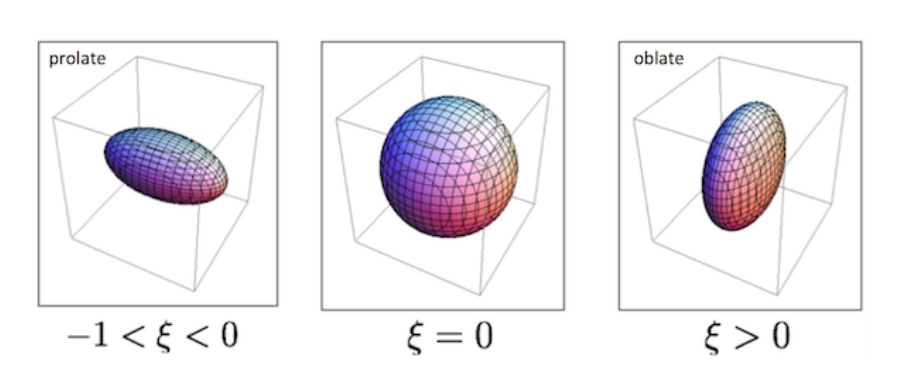 prolate
oblate
−1 < ξ < 0
ξ = 0
ξ > 0